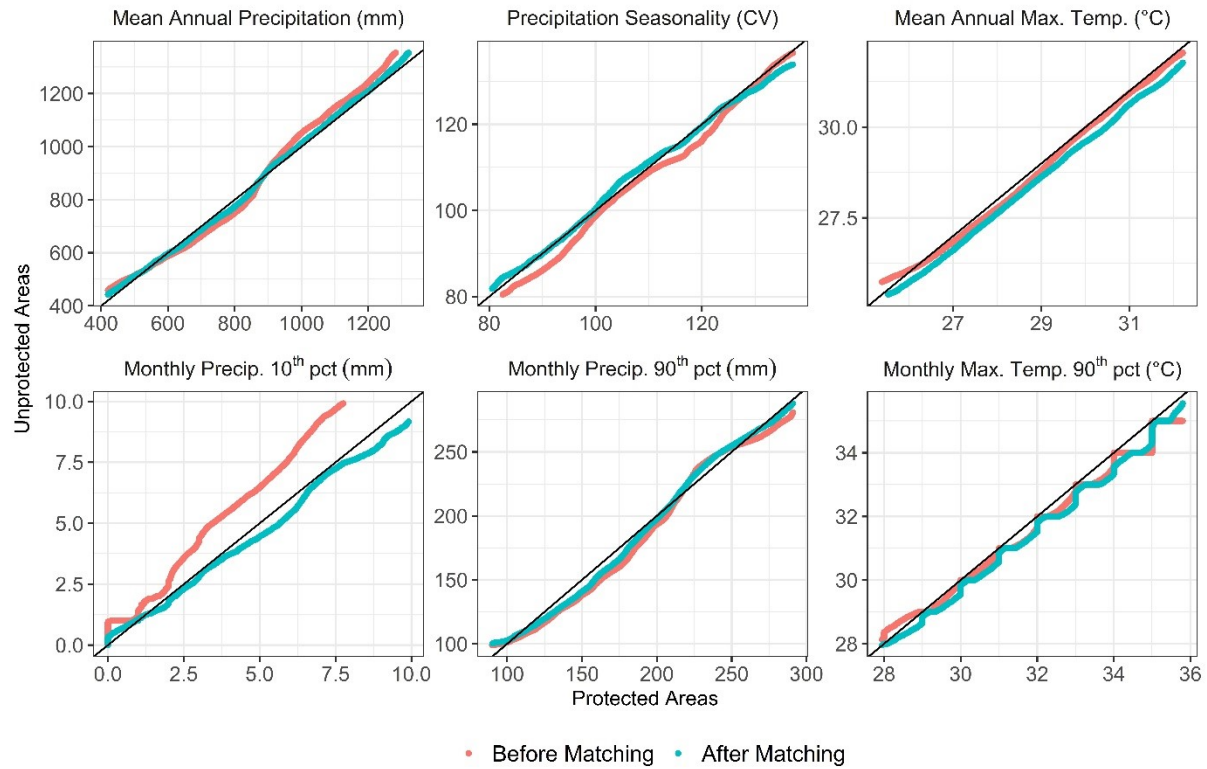 Mean Annual Precipitation (mm)
Precipitation Seasonality (CV)
Mean Annual Max. Temp. (°C)
1200
1000
800
600
400
400 600 800 1000 1200
120
100
80
80 100 120
30.0
27.5
27 29 31
Unprotected Areas
Monthly Precip. 10th pct (mm)
Monthly Precip. 90th pct (mm)
Monthly Max. Temp. 90th pct (°C)
10.0
7.5
5.0
2.5
0.0
0.0 2.5 5.0 7.5 10.0
250
200
150
100
100 150 200 250 300
34
32
30
28
28 30 32 34 36
Protected Areas
Before Matching After Matching